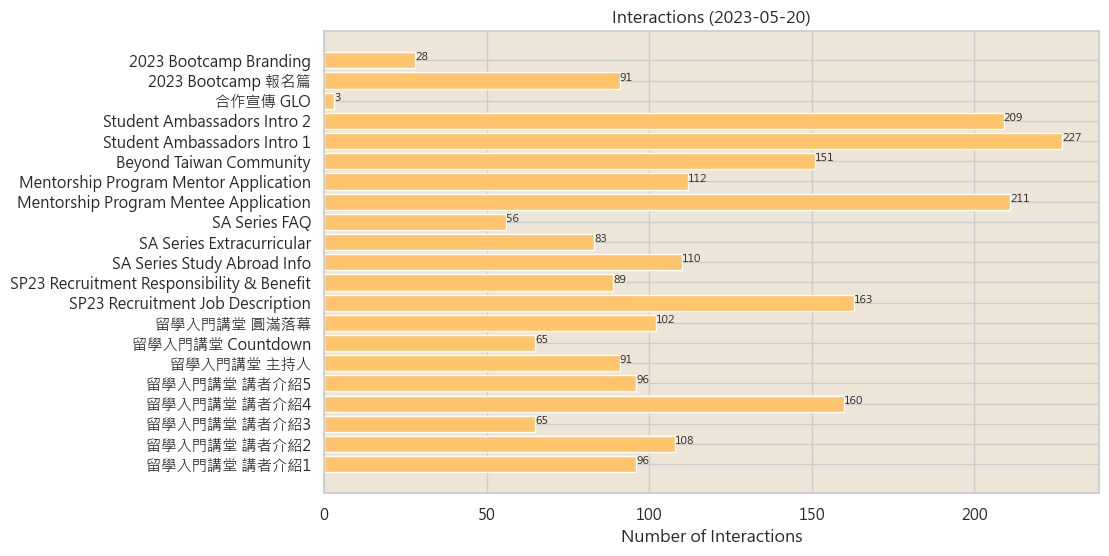 Interactions (2023-05-20)
2023 Bootcamp Branding 28
2023 Bootcamp 報名篇 91
合作宣傳 GLO 3
Student Ambassadors Intro 2 209
Student Ambassadors Intro 1 227
Beyond Taiwan Community 151
Mentorship Program Mentor Application 112
Mentorship Program Mentee Application 211
SA Series FAQ 56
SA Series Extracurricular 83
SA Series Study Abroad Info 110
SP23 Recruitment Responsibility & Benefit 89
SP23 Recruitment Job Description 163
留學入門講堂 圓滿落幕 102
留學入門講堂 Countdown 65
留學入門講堂 主持人 91
留學入門講堂 講者介紹5 96
留學入門講堂 講者介紹4 160
留學入門講堂 講者介紹3 65
留學入門講堂 講者介紹2 108
留學入門講堂 講者介紹1 96
0 50 100 150 200
Number of Interactions